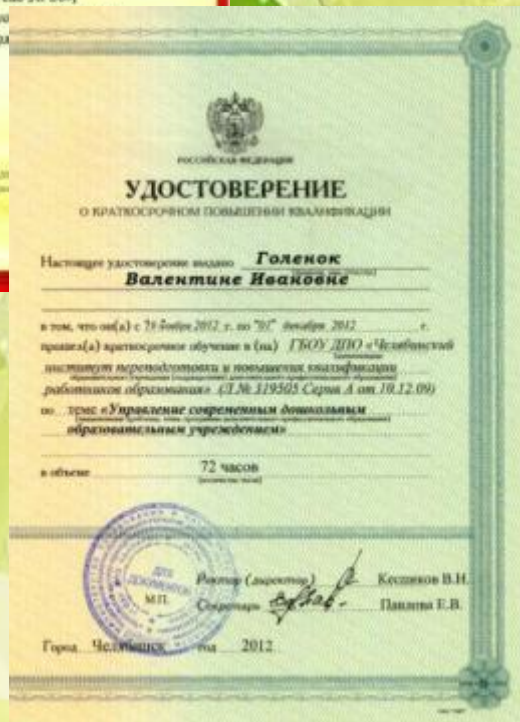 РОССИЙСКАЯ ФЕДЕРАЦИЯ
УДОСТОВЕРЕНИЕ
О КРАТКОСРОЧНОМ ПОВЫШЕНИИ КВАЛИФИКАЦИИ
Настоящее удостоверение выдано Голенок
Валентине Ивановне
в том, что он(а) с 2012 г. по "01" декабря 2012 г.
прошел(а) краткосрочное обучение в (на) ГБОУ ДПО «Челябинский
институт переподготовки и повышения квалификации
работников образования» (Л № 319505 Серия А от 10.12.09)
по теме «Управление современным дошкольным
образовательным учреждением»
в объеме 72 часов
ДЛЯ
ДОКУМЕНТОВ
М.П.
Ректор (директор)
Секретарь Павлова Е.В.
Город Челябинск год 2012